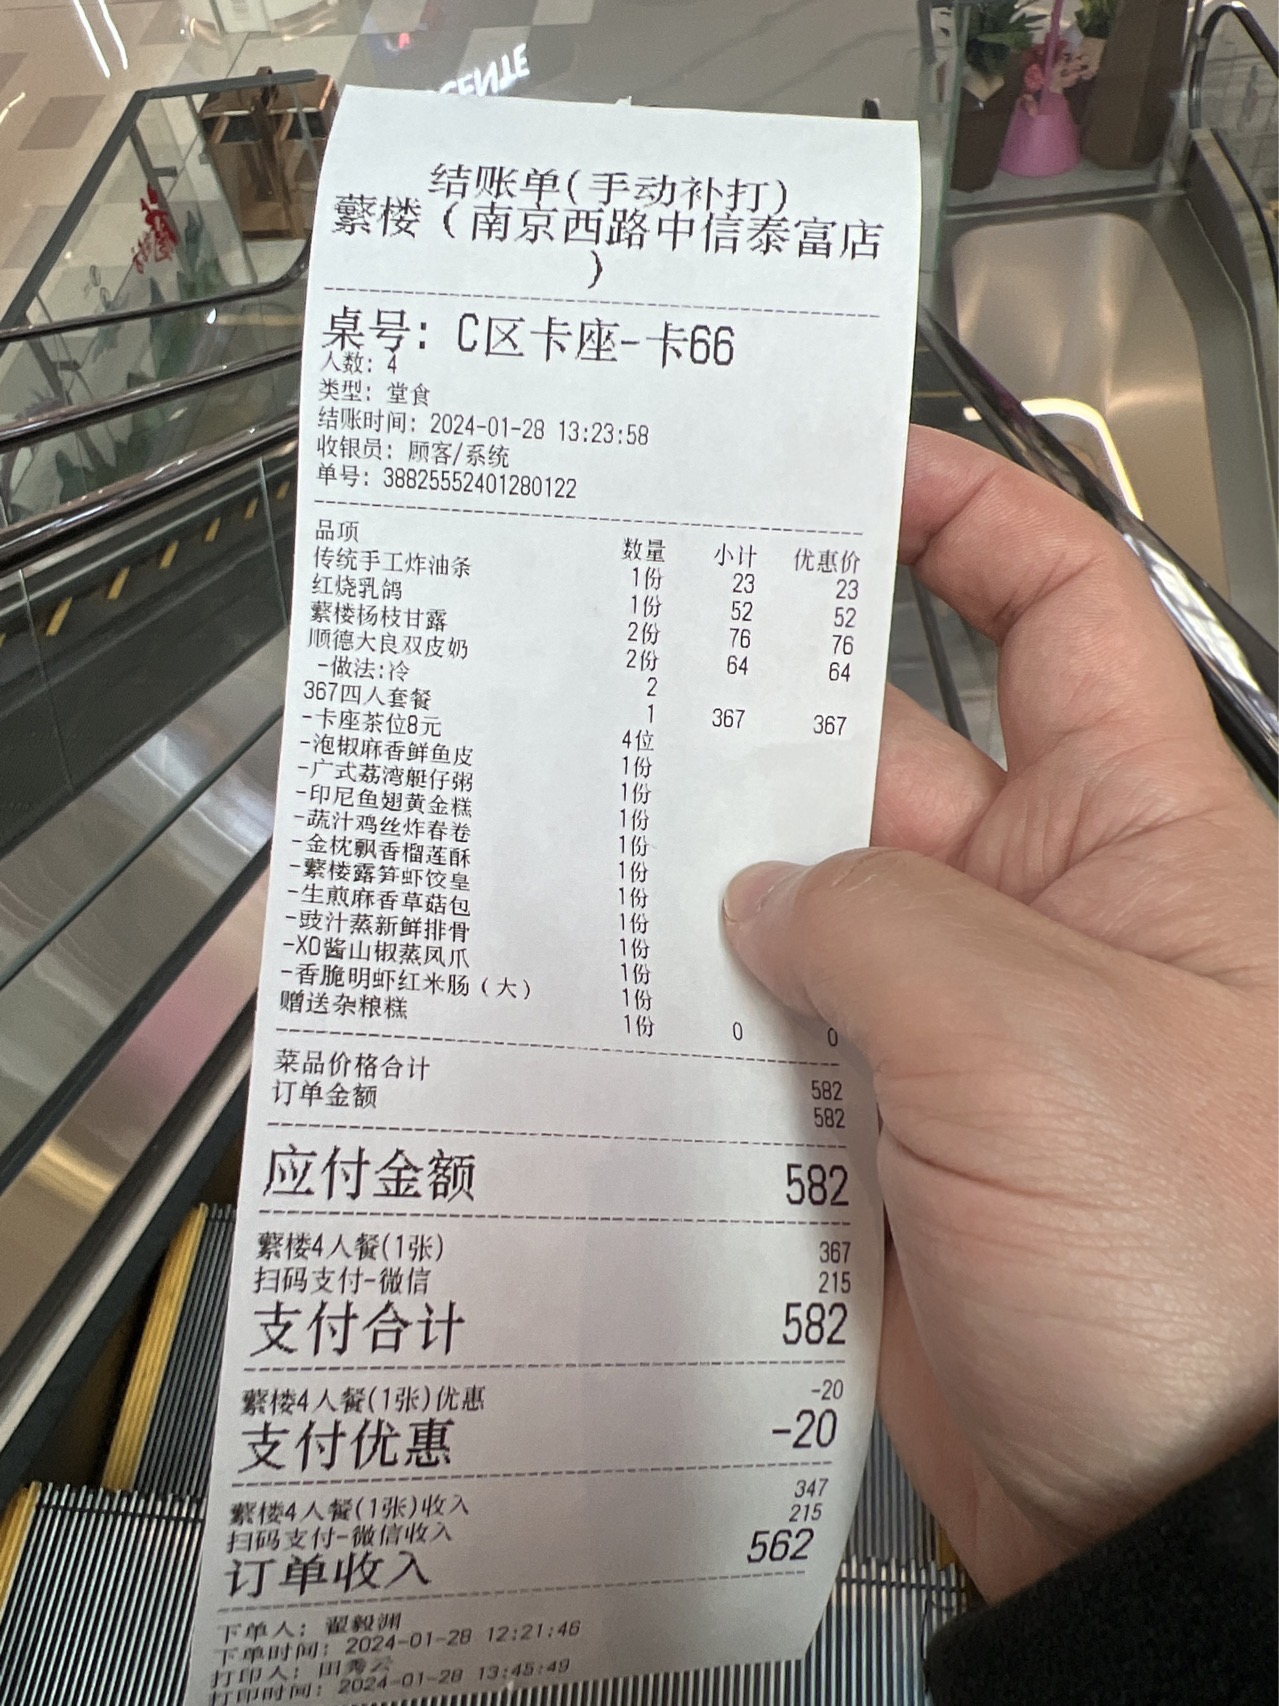 结账单(手动补打)
蘩楼（南京西路中信泰富店
）
桌号: C区卡座-卡66
人数: 4
类型: 堂食
结账时间: 2024-01-28 13:23:58
收银员: 顾客/系统
单号: 38825552401280122
品项 数量 小计 优惠价
传统手工炸油条 1份 23 23
红烧乳鸽 1份 52 52
蘩楼杨枝甘露 2份 76 76
顺德大良双皮奶 2份 64 64
-做法:冷 2
367四人套餐 1 367 367
-卡座茶位8元 4位
-泡椒麻香鲜鱼皮 1份
-广式荔湾艇仔粥 1份
-印尼鱼翅黄金糕 1份
-蔬汁鸡丝炸春卷 1份
-金枕飘香榴莲酥 1份
-蘩楼露笋虾饺皇 1份
-生煎麻香草菇包 1份
-豉汁蒸新鲜排骨 1份
-XO酱山椒蒸凤爪 1份
-香脆明虾红米肠（大） 1份
赠送杂粮糕 1份 0 0
菜品价格合计 582
订单金额 582
应付金额 582
蘩楼4人餐(1张) 367
扫码支付-微信 215
支付合计 582
蘩楼4人餐(1张)优惠 -20
支付优惠 -20
蘩楼4人餐(1张)收入 347
扫码支付-微信收入 215
订单收入 562
下单人: 翟毅渊
下单时间: 2024-01-28 12:21:46
打印人: 田秀云
打印时间: 2024-01-28 13:45:49